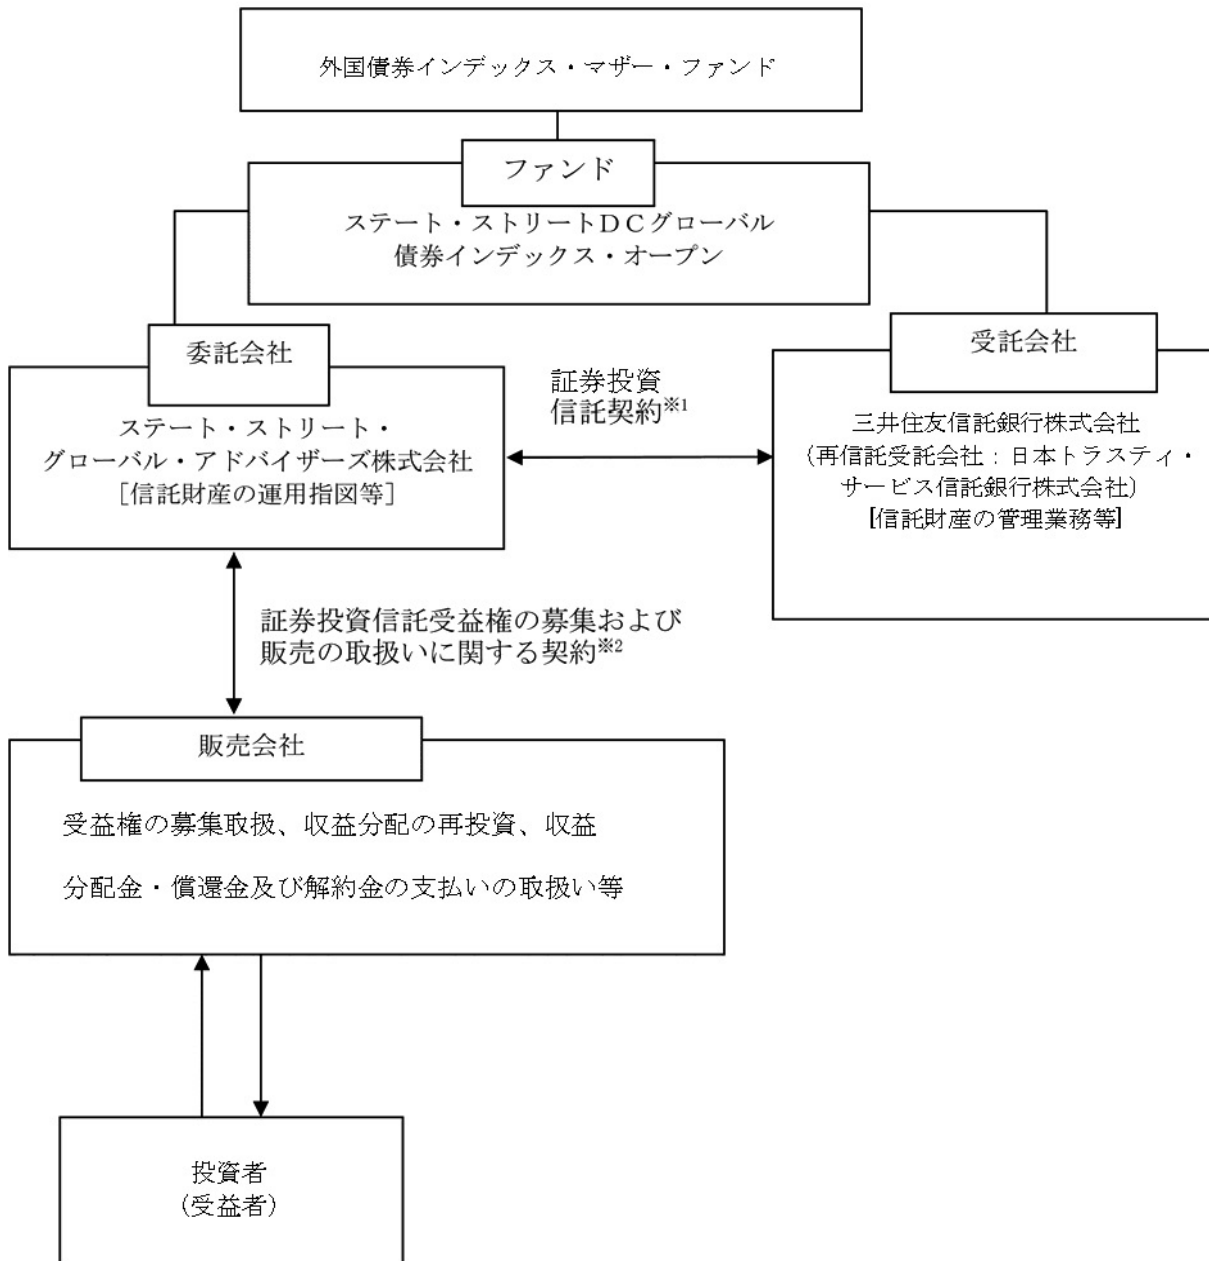 外国債券インデックス・マザー・ファンド
ファンド
ステート・ストリートＤＣグローバル
債券インデックス・オープン
委託会社
ステート・ストリート・
グローバル・アドバイザーズ株式会社
［信託財産の運用指図等］
証券投資
信託契約※1
受託会社
三井住友信託銀行株式会社
（再信託受託会社：日本トラスティ・
サービス信託銀行株式会社）
[信託財産の管理業務等]
証券投資信託受益権の募集および
販売の取扱いに関する契約※2
販売会社
受益権の募集取扱、収益分配の再投資、収益
分配金・償還金及び解約金の支払いの取扱い等
投資者
（受益者）